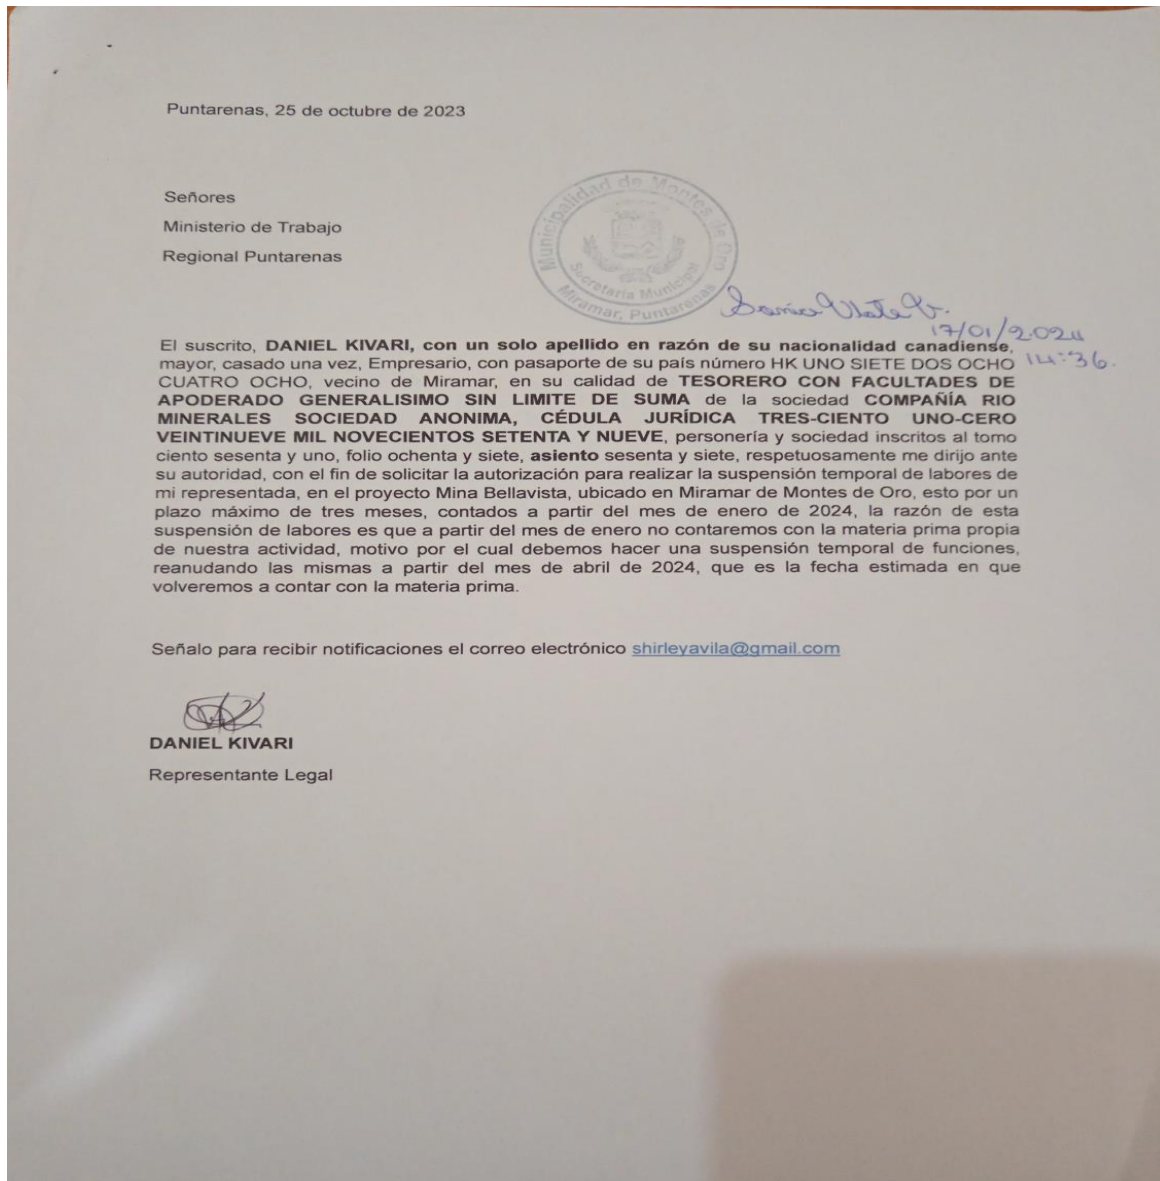 Puntarenas, 25 de octubre de 2023
Señores
Ministerio de Trabajo
Regional Puntarenas
Municipalidad de Montes de Oro
Secretaria Municipal
Miramar, Puntarenas
Sonia Ulate V.
17/01/2024
14:36.
El suscrito, DANIEL KIVARI, con un solo apellido en razón de su nacionalidad canadiense,
mayor, casado una vez, Empresario, con pasaporte de su país número HK UNO SIETE DOS OCHO
CUATRO OCHO, vecino de Miramar, en su calidad de TESORERO CON FACULTADES DE
APODERADO GENERALISIMO SIN LIMITE DE SUMA de la sociedad COMPAÑÍA RIO
MINERALES SOCIEDAD ANONIMA, CÉDULA JURÍDICA TRES-CIENTO UNO-CERO
VEINTINUEVE MIL NOVECIENTOS SETENTA Y NUEVE, personería y sociedad inscritos al tomo
ciento sesenta y uno, folio ochenta y siete, asiento sesenta y siete, respetuosamente me dirijo ante
su autoridad, con el fin de solicitar la autorización para realizar la suspensión temporal de labores de
mi representada, en el proyecto Mina Bellavista, ubicado en Miramar de Montes de Oro, esto por un
plazo máximo de tres meses, contados a partir del mes de enero de 2024, la razón de esta
suspensión de labores es que a partir del mes de enero no contaremos con la materia prima propia
de nuestra actividad, motivo por el cual debemos hacer una suspensión temporal de funciones,
reanudando las mismas a partir del mes de abril de 2024, que es la fecha estimada en que
volveremos a contar con la materia prima.
Señalo para recibir notificaciones el correo electrónico shirleyavila@gmail.com
DANIEL KIVARI
Representante Legal